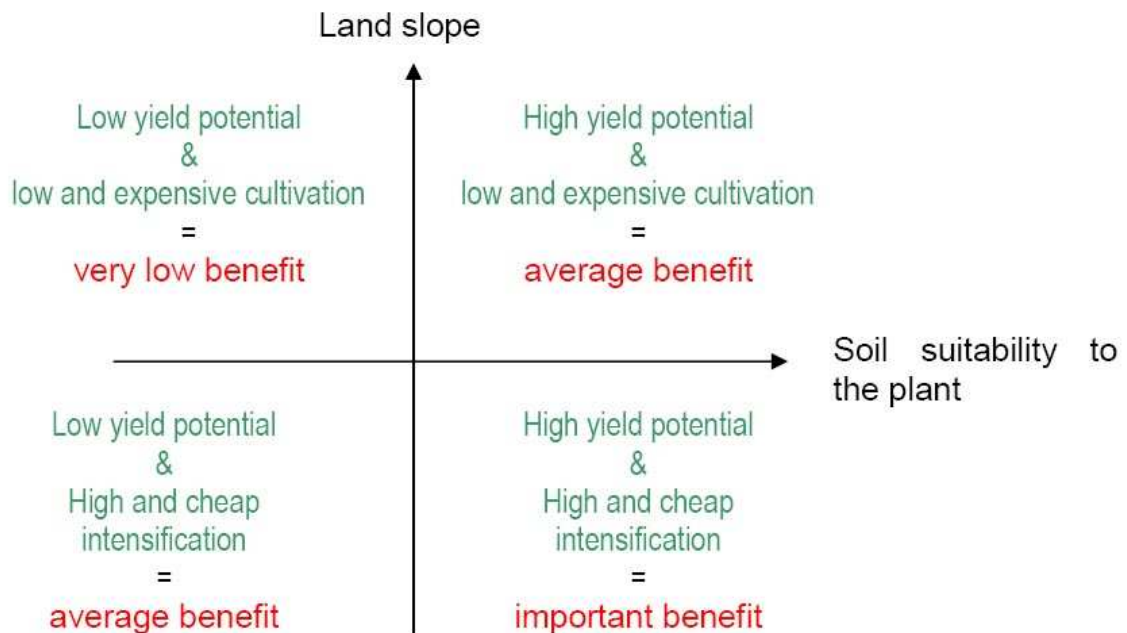 Land slope
Low yield potential
&
low and expensive cultivation
=
very low benefit
High yield potential
&
low and expensive cultivation
=
average benefit
Soil suitability to
the plant
Low yield potential
&
High and cheap
intensification
=
average benefit
High yield potential
&
High and cheap
intensification
=
important benefit